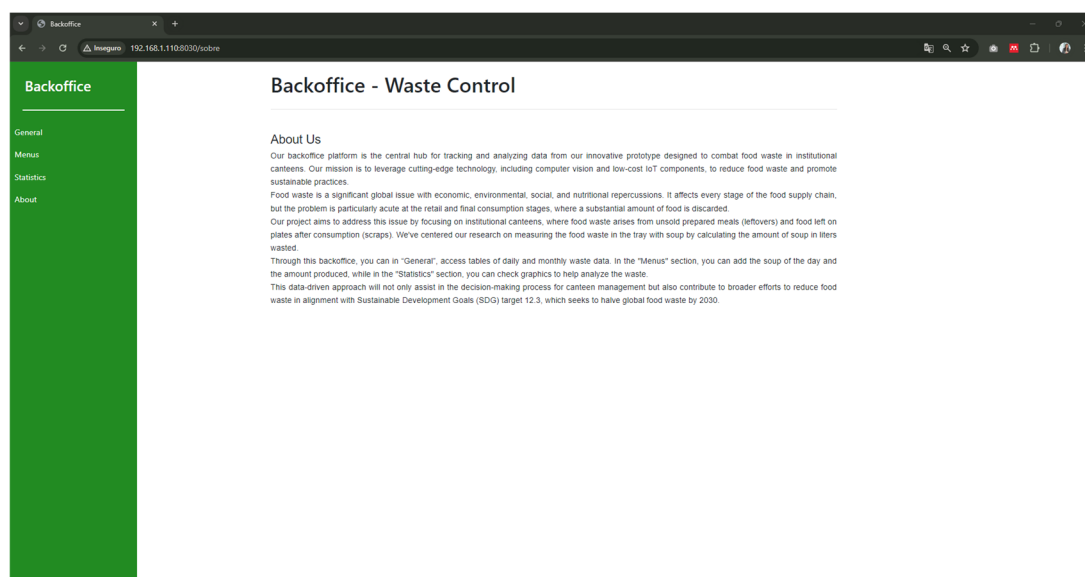 Backoffice
Inseguro 192.168.1.110:8030/sobre
Backoffice
General
Menus
Statistics
About
Backoffice - Waste Control
About Us
Our backoffice platform is the central hub for tracking and analyzing data from our innovative prototype designed to combat food waste in institutional
canteens. Our mission is to leverage cutting-edge technology, including computer vision and low-cost IoT components, to reduce food waste and promote
sustainable practices.
Food waste is a significant global issue with economic, environmental, social, and nutritional repercussions. It affects every stage of the food supply chain,
but the problem is particularly acute at the retail and final consumption stages, where a substantial amount of food is discarded.
Our project aims to address this issue by focusing on institutional canteens, where food waste arises from unsold prepared meals (leftovers) and food left on
plates after consumption (scraps). We've centered our research on measuring the food waste in the tray with soup by calculating the amount of soup in liters
wasted.
Through this backoffice, you can in "General", access tables of daily and monthly waste data. In the "Menus" section, you can add the soup of the day and
the amount produced, while in the "Statistics" section, you can check graphics to help analyze the waste.
This data-driven approach will not only assist in the decision-making process for canteen management but also contribute to broader efforts to reduce food
waste in alignment with Sustainable Development Goals (SDG) target 12.3, which seeks to halve global food waste by 2030.